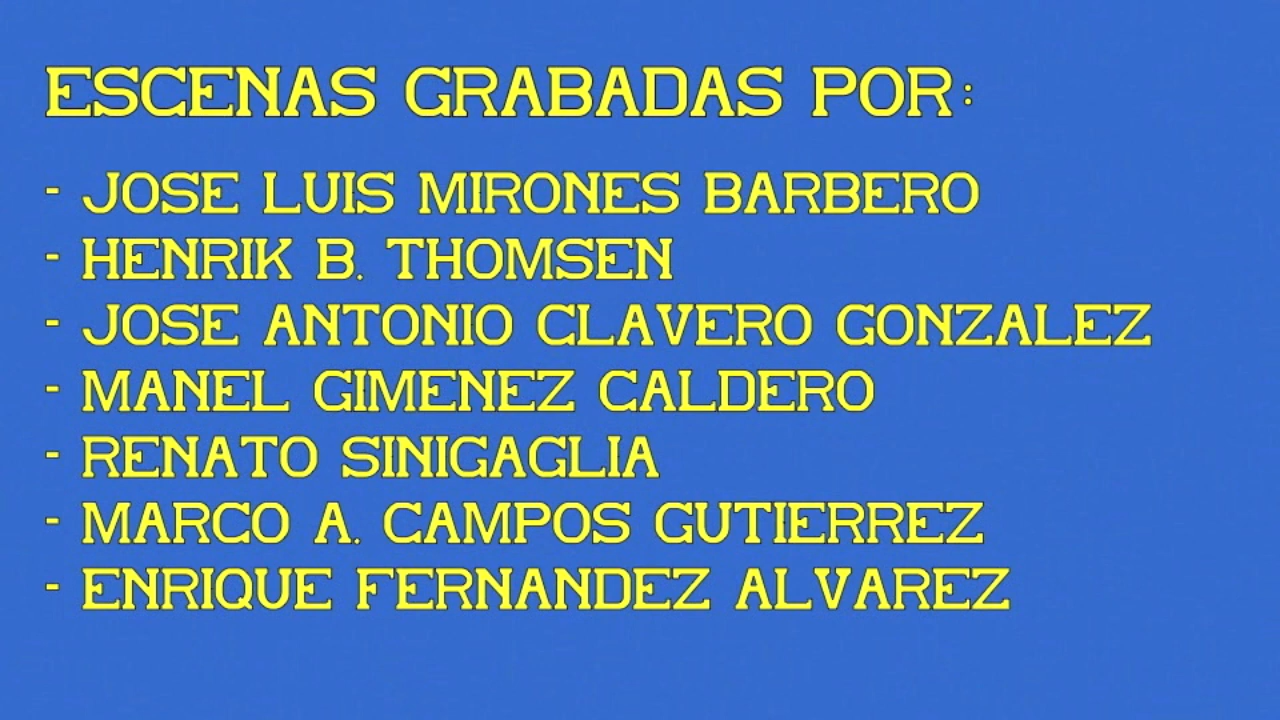 ESCENAS GRABADAS POR:
- JOSE LUIS MIRONES BARBERO
- HENRIK B. THOMSEN
- JOSE ANTONIO CLAVERO GONZALEZ
- MANEL GIMENEZ CALDERO
- RENATO SINIGAGLIA
- MARCO A. CAMPOS GUTIERREZ
- ENRIQUE FERNANDEZ ALVAREZ